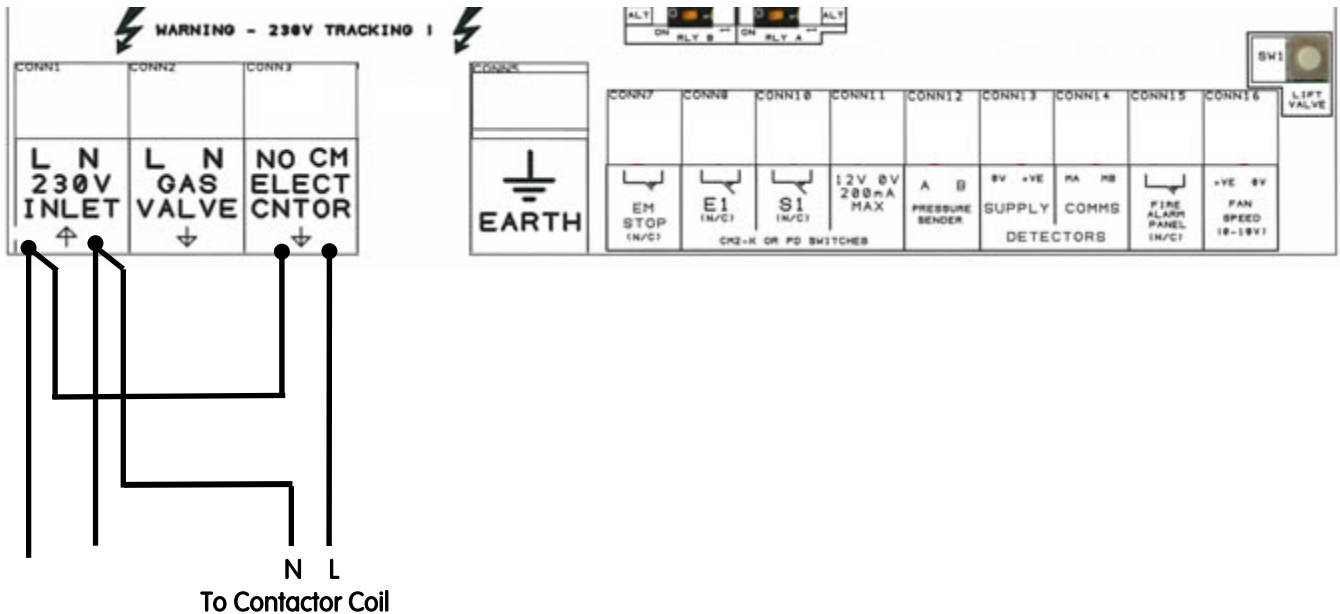 WARNING - 230V TRACKING !
ALT ALT
ON ON
RLY B RLY A
SW1
LIFT
VALVE
CONN1 CONN2 CONN3 CONN5
CONN7 CONN8 CONN10 CONN11 CONN12 CONN13 CONN14 CONN15 CONN16
L N
230V
INLET
L N
GAS
VALVE
NO CM
ELECT
CNTOR
EARTH
EM
STOP
(N/C)
E1
(N/C)
S1
(N/C)
12V 0V
200mA
MAX
CM2-K OR PD SWITCHES
A B
PRESSURE
SENDER
0V +VE
SUPPLY
MA MB
COMMS
DETECTORS
FIRE
ALARM
PANEL
(N/C)
+VE 0V
FAN
SPEED
(0-10V)
N L
To Contactor Coil